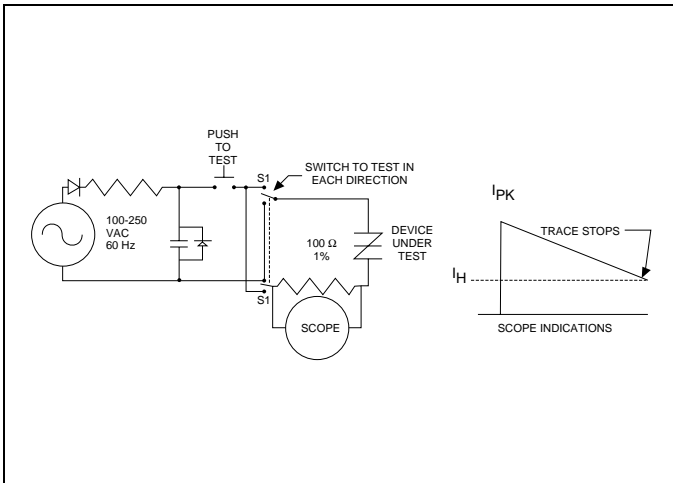 PUSH
TO
TEST
S1
SWITCH TO TEST IN
EACH DIRECTION
100-250
VAC
60 Hz
100 Ω
1%
DEVICE
UNDER
TEST
S1
SCOPE
IPK
TRACE STOPS
IH
SCOPE INDICATIONS